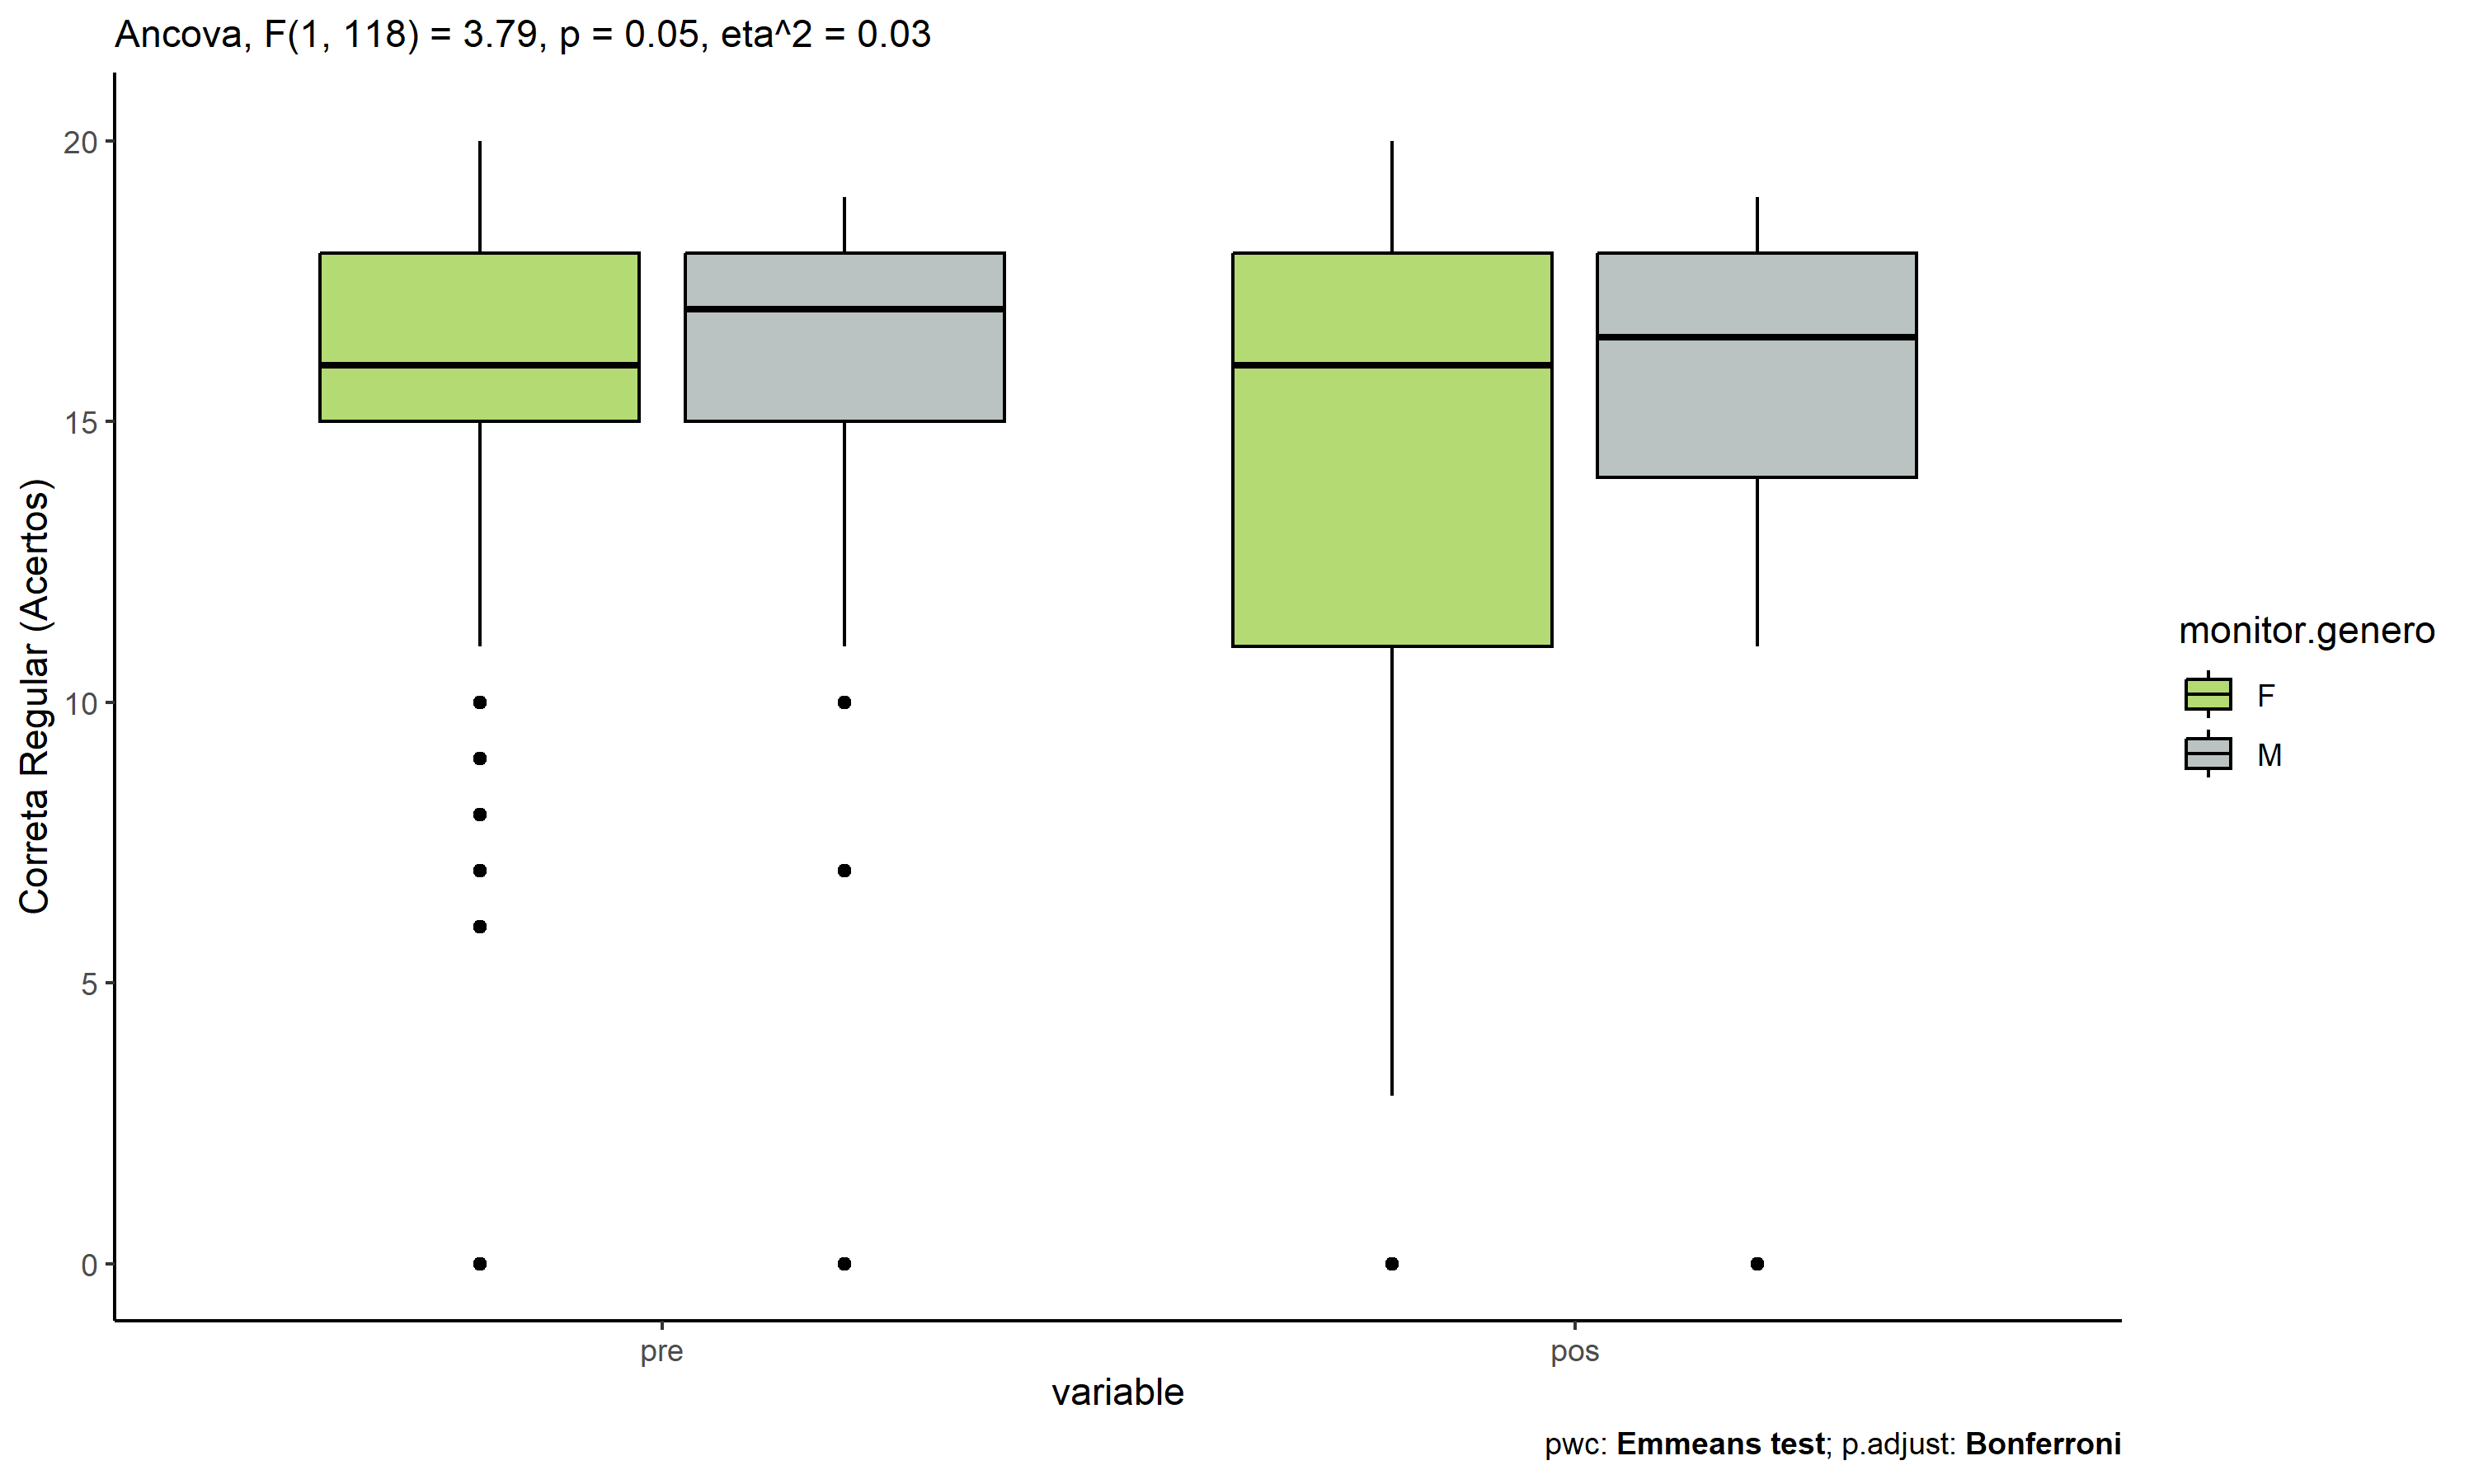 Ancova, F(1, 118) = 3.79, p = 0.05, eta^2 = 0.03
Correta Regular (Acertos)
20
15
10
5
0
pre
pos
variable
monitor.genero
F
M
pwc: Emmeans test; p.adjust: Bonferroni